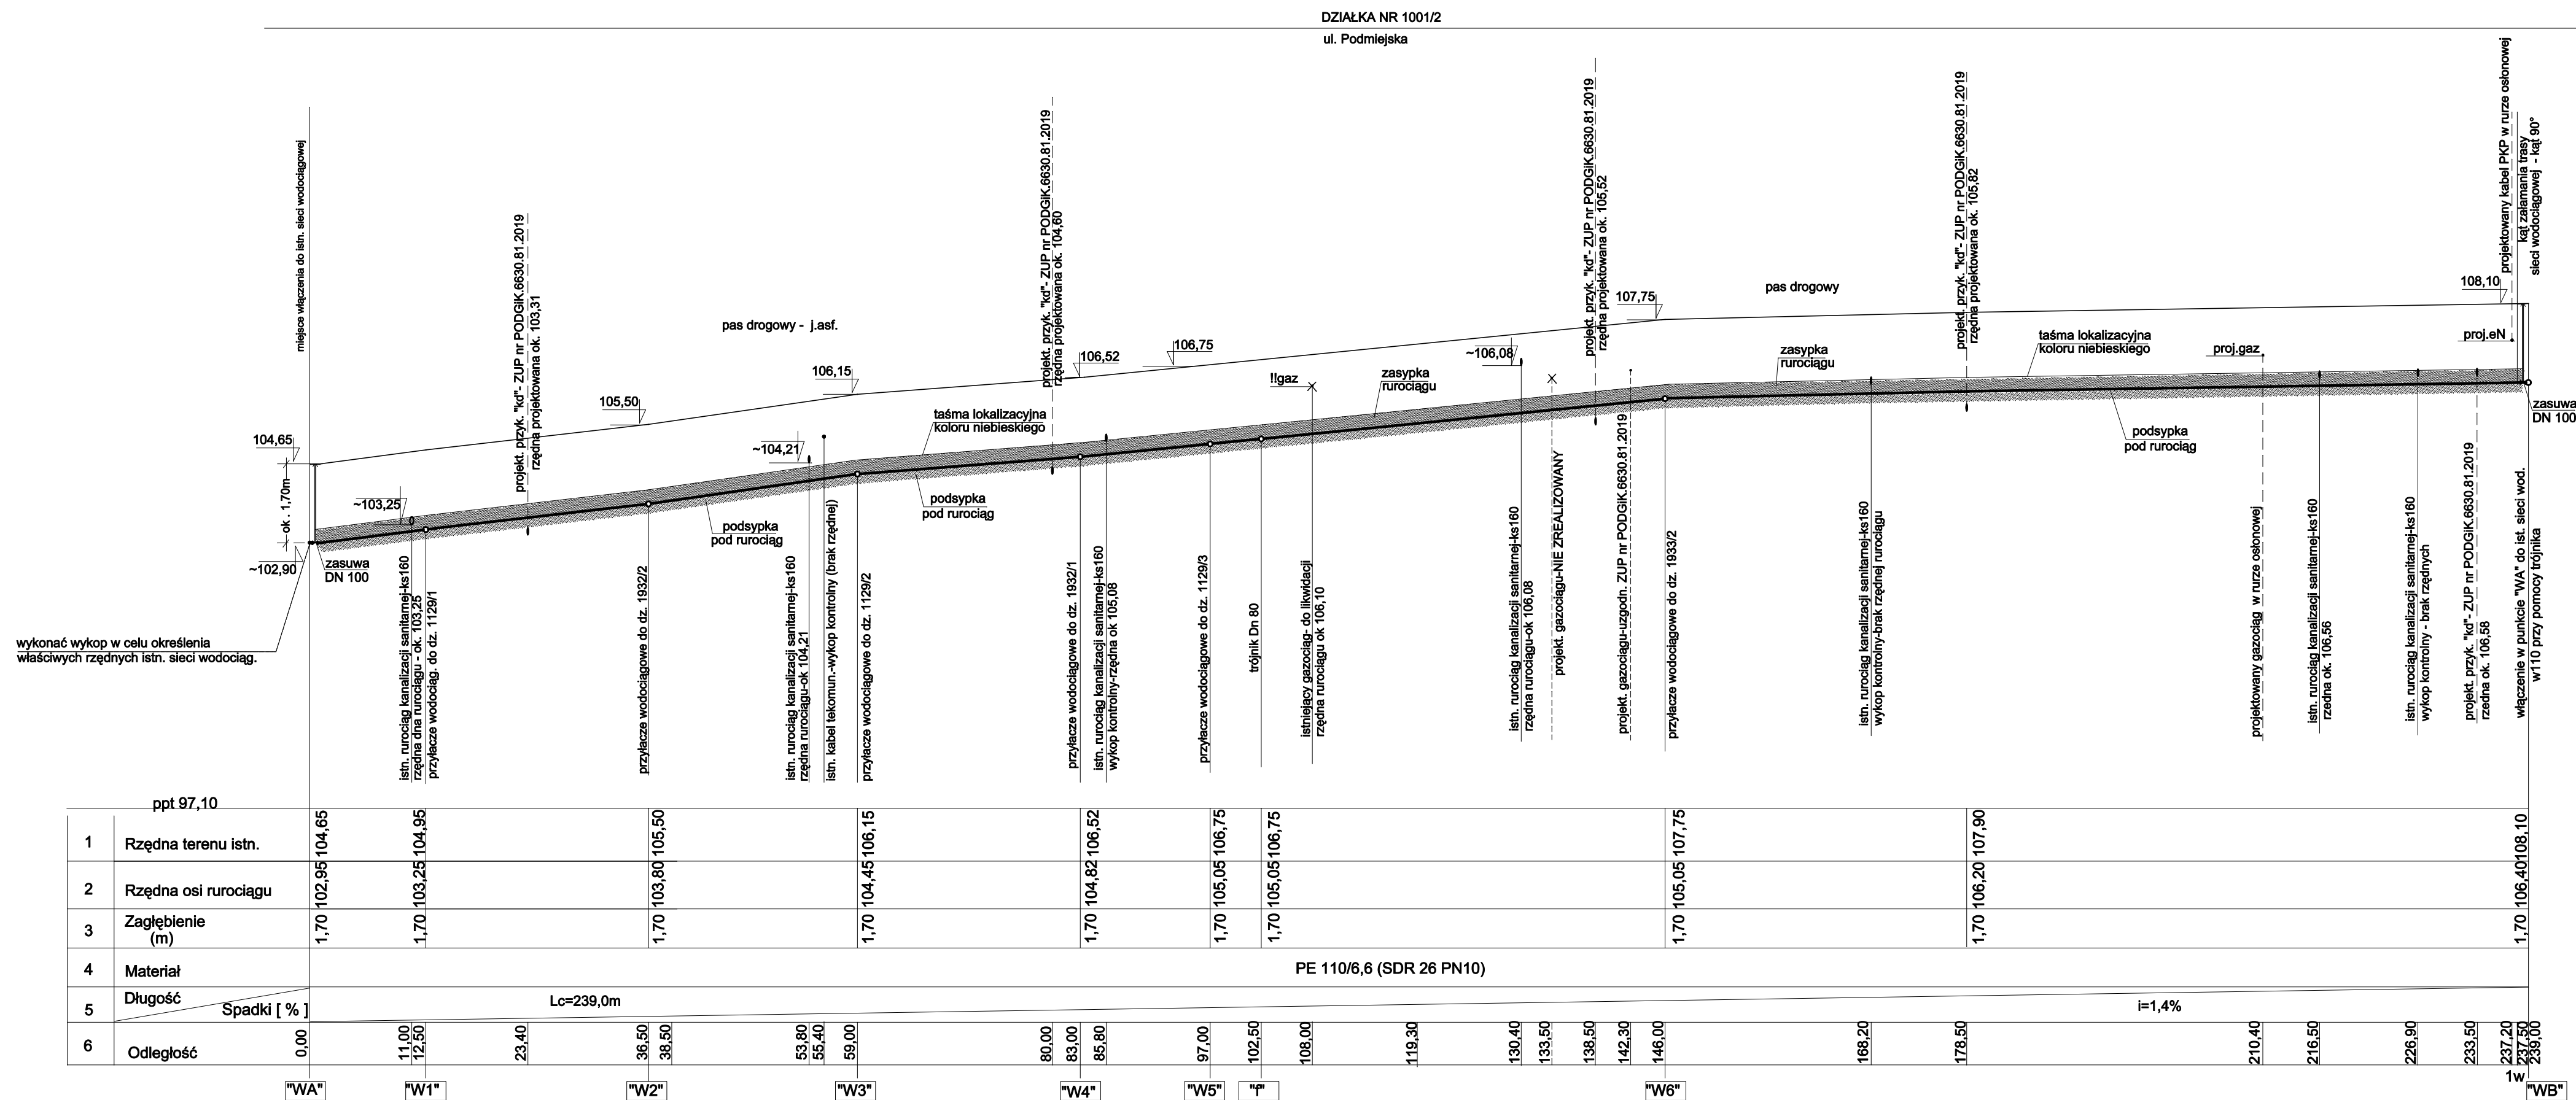 DZIAŁKA NR 1001/2
ul. Podmiejska
miejsce włączenia do istn. sieci wodociągowej
projekt. przyk. "kd"- ZUP nr PODGiK.6630.81.2019
rzędna projektowana ok. 103,31
pas drogowy - j.asf.
projekt. przyk. "kd"- ZUP nr PODGiK.6630.81.2019
rzędna projektowana ok. 104,60
projekt. przyk. "kd"- ZUP nr PODGiK.6630.81.2019
rzędna projektowana ok. 105,52
pas drogowy
projekt. przyk. "kd"- ZUP nr PODGiK.6630.81.2019
rzędna projektowana ok. 105,82
projektowany kabel PKP w rurze osłonowej
kąt załamania trasy
sieci wodociągowej - kąt 90°
104,65
105,50
106,15
106,52
106,75
~106,08
107,75
108,10
ok . 1,70m
~103,25
~104,21
!!gaz
proj.gaz
proj.eN
taśma lokalizacyjna
koloru niebieskiego
zasypka
rurociągu
zasypka
rurociągu
taśma lokalizacyjna
koloru niebieskiego
podsypka
pod rurociąg
podsypka
pod rurociąg
podsypka
pod rurociąg
zasuwa
DN 100
~102,90
zasuwa
DN 100
wykonać wykop w celu określenia
właściwych rzędnych istn. sieci wodociąg.
istn. rurociąg kanalizacji sanitarnej-ks160
rzędna dna rurociągu - ok. 103,25
przyłacze wodociąg. do dz. 1129/1
przyłacze wodociągowe do dz. 1932/2
istn. rurociąg kanalizacji sanitarnej-ks160
rzędna rurociągu-ok 104,21
istn. kabel tekomun.-wykop kontrolny (brak rzędnej)
przyłacze wodociągowe do dz. 1129/2
przyłacze wodociągowe do dz. 1932/1
istn. rurociąg kanalizacji sanitarnej-ks160
wykop kontrolny-rzędna ok 105,08
przyłacze wodociągowe do dz. 1129/3
trójnik Dn 80
istniejący gazociąg- do likwidacji
rzędna rurociągu ok 106,10
istn. rurociąg kanalizacji sanitarnej-ks160
rzędna rurociągu-ok 106,08
projekt. gazociągu-NIE ZREALIZOWANY
projekt. gazociągu-uzgodn. ZUP nr PODGiK.6630.81.2019
przyłacze wodociągowe do dz. 1933/2
istn. rurociąg kanalizacji sanitarnej-ks160
wykop kontrolny-brak rzędnej rurociągu
projektowany gazociąg w rurze osłonowej
istn. rurociąg kanalizacji sanitarnej-ks160
rzedna ok. 106,56
istn. rurociąg kanalizacji sanitarnej-ks160
wykop kontrolny - brak rzędnych
projekt. przyk. "kd"- ZUP nr PODGiK.6630.81.2019
rzedna ok. 106,58
włączenie w punkcie "WA" do ist. sieci wod.
w110 przy pomocy trójnika
ppt 97,10
1 Rzędna terenu istn. 104,65 104,95 105,50 106,15 106,52 106,75 106,75 107,75 107,90 108,10
2 Rzędna osi rurociągu 102,95 103,25 103,80 104,45 104,82 105,05 105,05 105,05 106,20 106,40
3 Zagłębienie
(m) 1,70 1,70 1,70 1,70 1,70 1,70 1,70 1,70 1,70 1,70
4 Materiał PE 110/6,6 (SDR 26 PN10)
5 Długość Spadki [ % ] Lc=239,0m i=1,4%
6 Odległość 0,00 11,00 12,50 23,40 36,50 38,50 53,80 55,40 59,00 80,00 83,00 85,80 97,00 102,50 108,00 119,30 130,40 133,50 138,50 142,30 146,00 168,20 178,50 210,40 216,50 226,90 233,50 237,20 237,50 239,00
1w
"WA" "W1" "W2" "W3" "W4" "W5" "f" "W6" "WB"